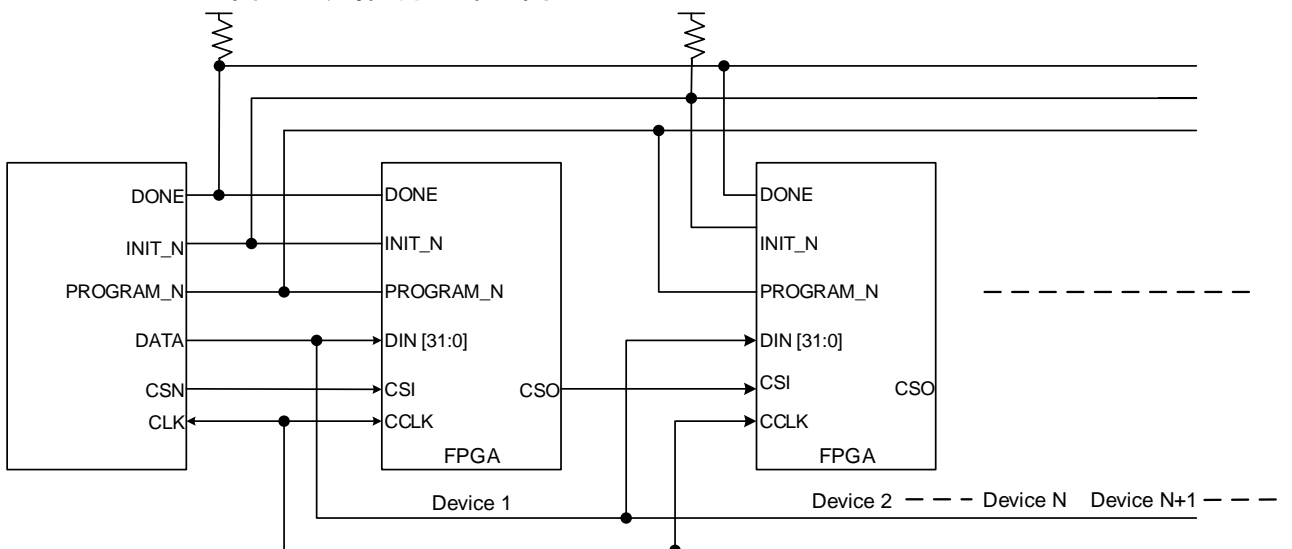 DONE
INIT_N
PROGRAM_N
DATA
CSN
CLK
DONE
INIT_N
PROGRAM_N
DIN [31:0]
CSI
CSO
CCLK
FPGA
Device 1
DONE
INIT_N
PROGRAM_N
DIN [31:0]
CSI
CSO
CCLK
FPGA
Device 2
Device N
Device N+1